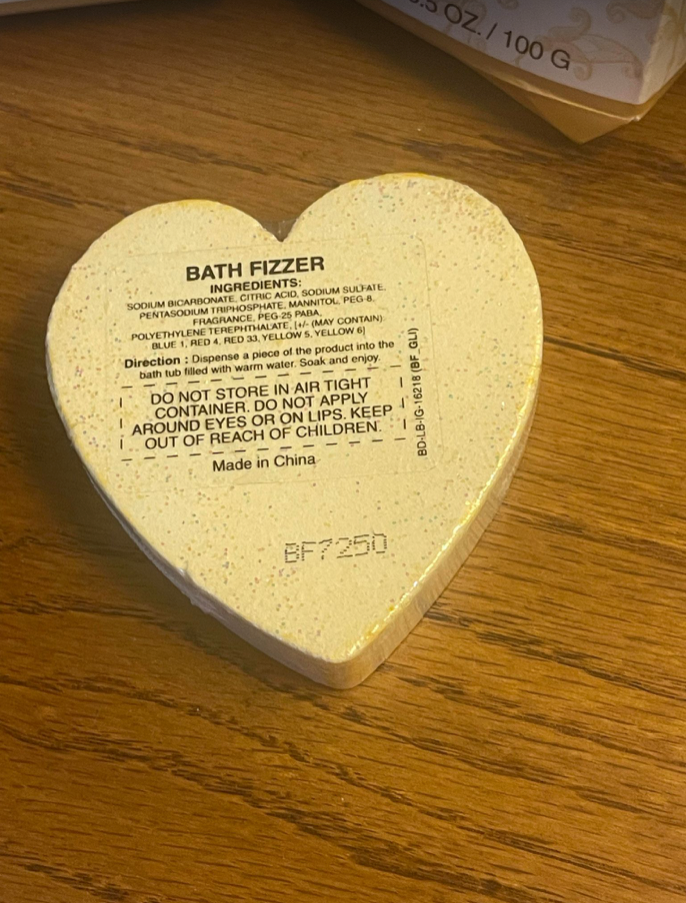 .5 OZ. / 100 G
BATH FIZZER
INGREDIENTS:
SODIUM BICARBONATE, CITRIC ACID, SODIUM SULFATE,
PENTASODIUM TRIPHOSPHATE, MANNITOL, PEG-8,
FRAGRANCE, PEG-25 PABA,
POLYETHYLENE TEREPHTHALATE, [+/- (MAY CONTAIN)
BLUE 1, RED 4, RED 33, YELLOW 5, YELLOW 6]
Direction : Dispense a piece of the product into the
bath tub filled with warm water. Soak and enjoy.
DO NOT STORE IN AIR TIGHT
CONTAINER. DO NOT APPLY
AROUND EYES OR ON LIPS. KEEP
OUT OF REACH OF CHILDREN.
Made in China
BD-LB-IG-16218 (BF_GLI)
BF7250